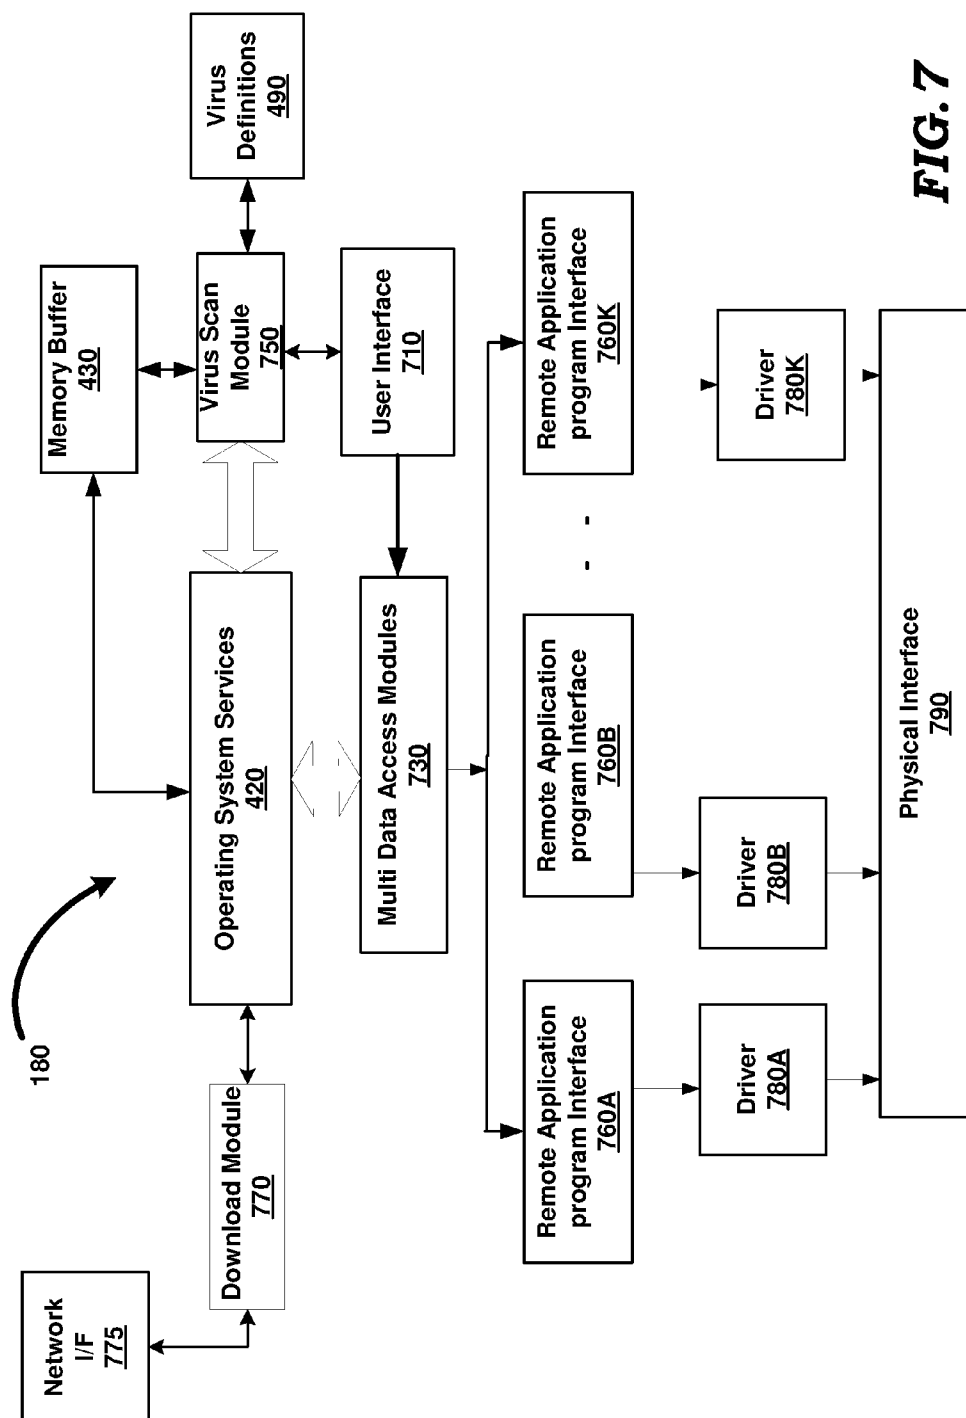 180
Network
I/F
775
Download Module
770
Operating System Services
420
Memory Buffer
430
Virus Scan
Module
750
Virus
Definitions
490
User Interface
710
Multi Data Access Modules
730
Remote Application
program Interface
760A
Remote Application
program Interface
760B
Remote Application
program Interface
760K
Driver
780A
Driver
780B
Driver
780K
Physical Interface
790
FIG. 7